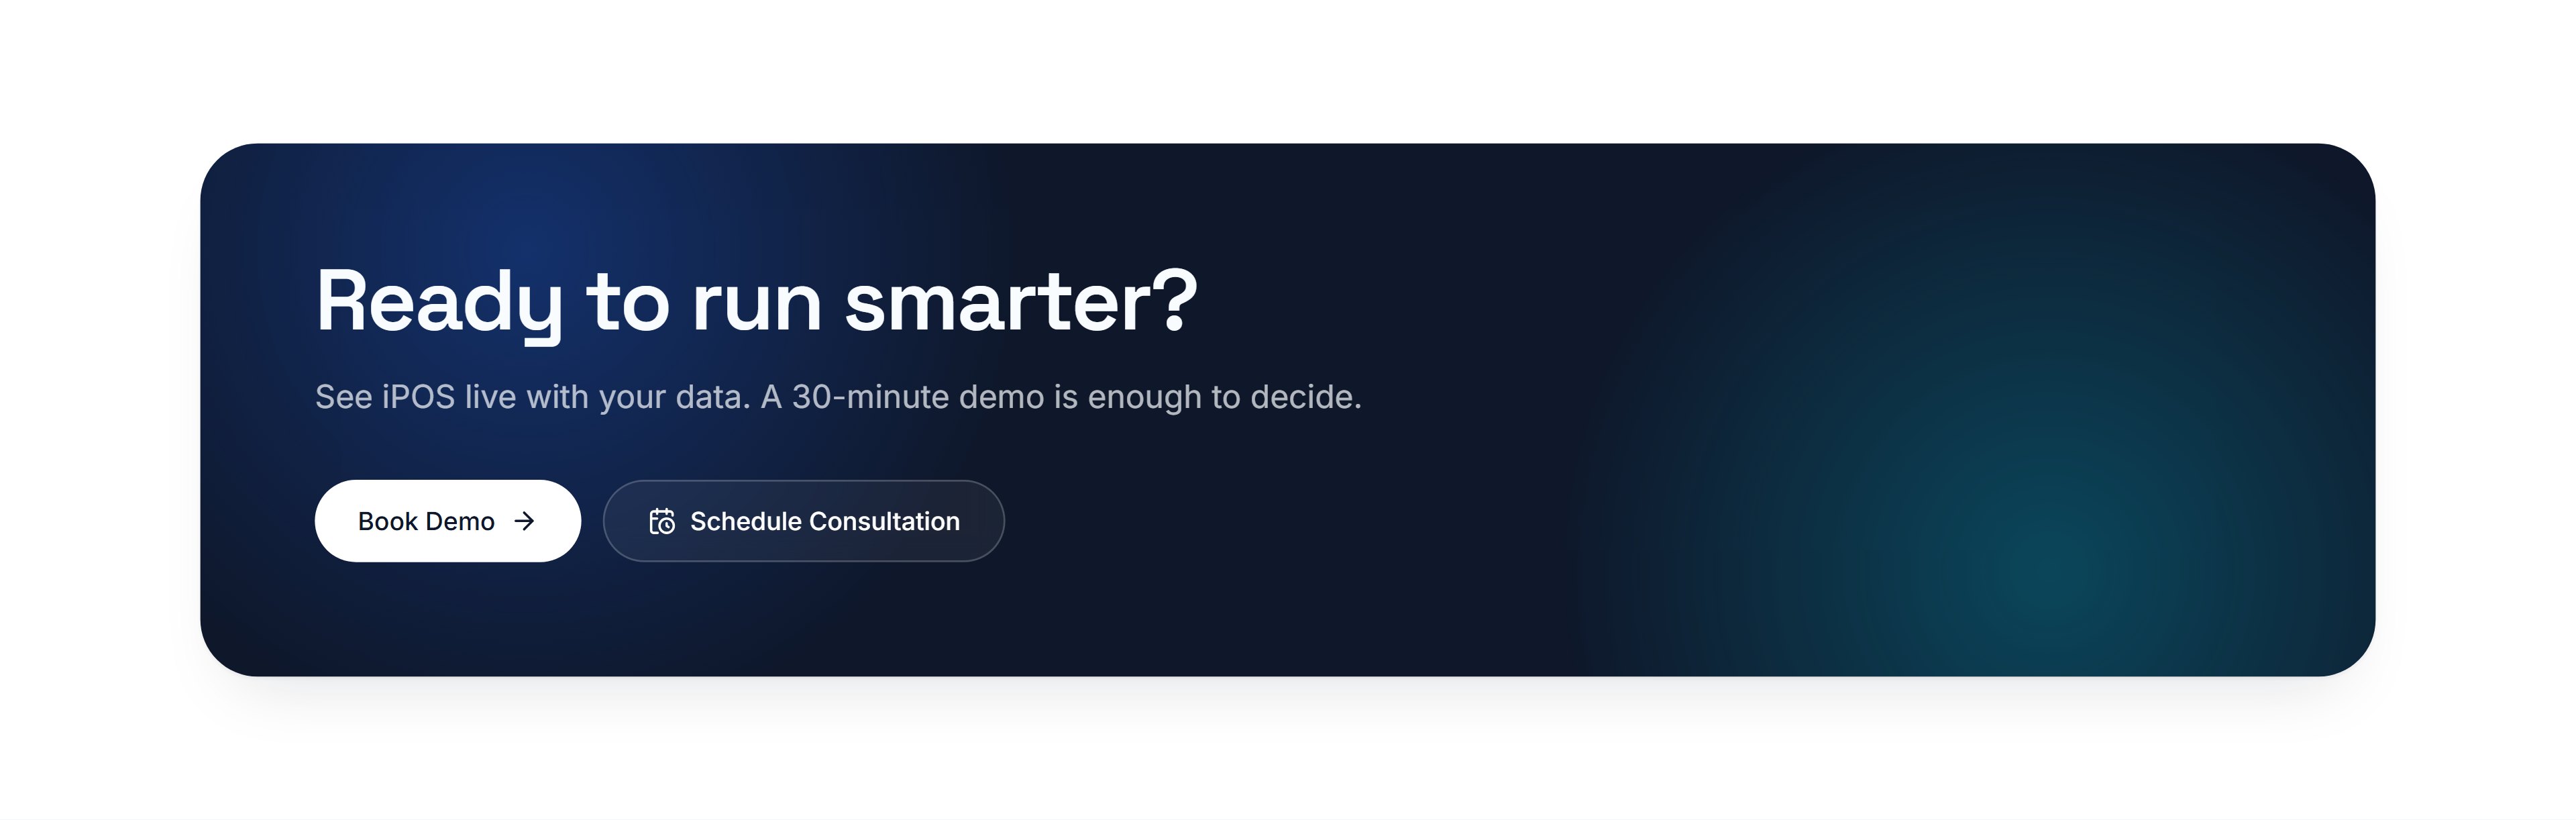 Ready to run smarter?
See iPOS live with your data. A 30-minute demo is enough to decide.
Book Demo
Schedule Consultation